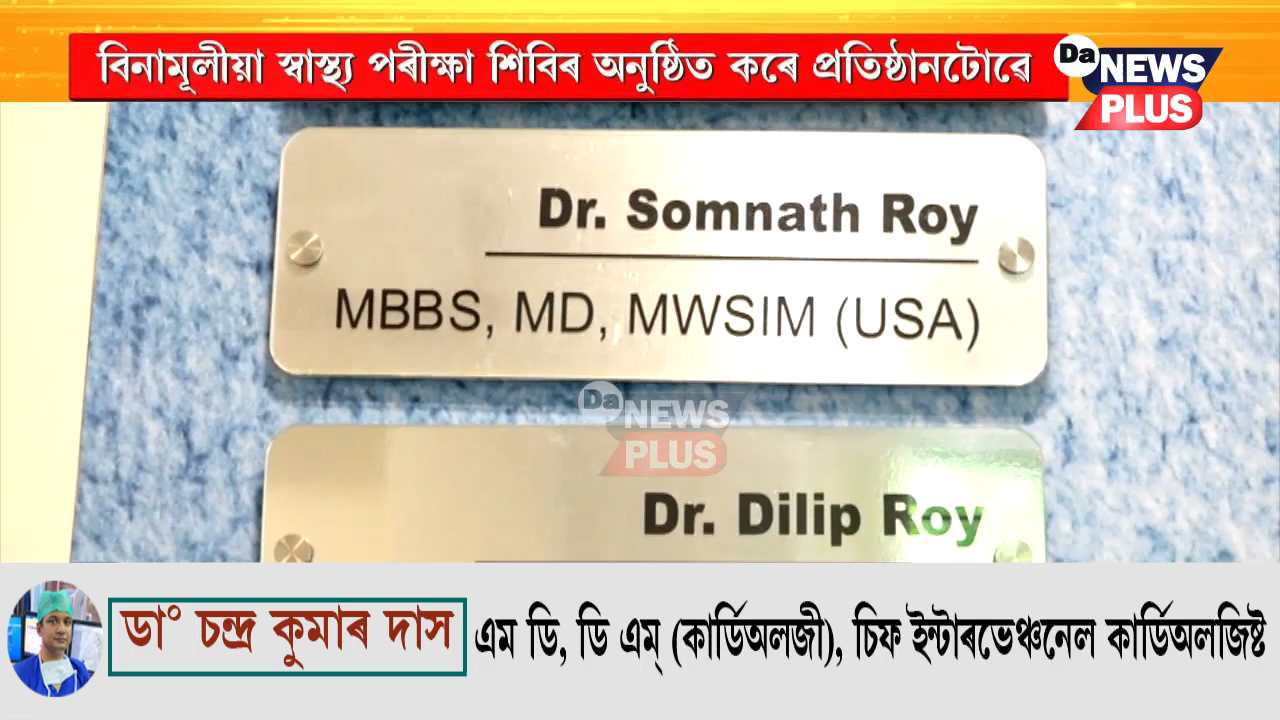 বিনামূলীয়া স্বাস্থ্য পৰীক্ষা শিবিৰ অনুষ্ঠিত কৰে প্ৰতিষ্ঠানটোৱে
Da NEWS
PLUS
Dr. Somnath Roy
MBBS, MD, MWSIM (USA)
Da NEWS
PLUS
Dr. Dilip Roy
ডা° চন্দ্ৰ কুমাৰ দাস
এম ডি, ডি এম্ (কাৰ্ডিঅলজী), চিফ ইন্টাৰভেঞ্চনেল কাৰ্ডিঅলজিষ্ট